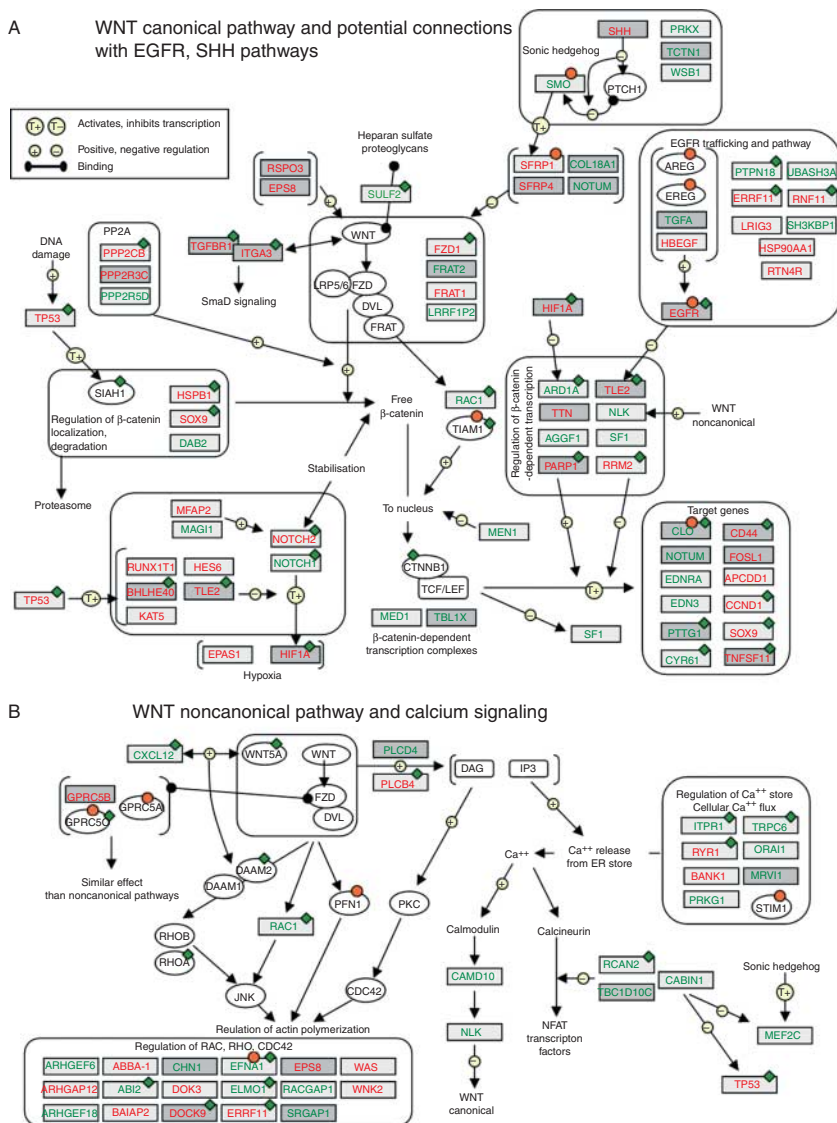 A
WNT canonical pathway and potential connections
with EGFR, SHH pathways
T+ T− Activates, inhibits transcription
+ − Positive, negative regulation
Binding
Sonic hedgehog
SHH
−
SMO
PTCH1
−
T+
PRKX
TCTN1
WSB1
Heparan sulfate
proteoglycans
SULF2
RSPO3
EPS8
+
SFRP1
COL18A1
SFRP4
NOTUM
−
EGFR trafficking and pathway
AREG
EREG
TGFA
HBEGF
+
EGFR
PTPN18
UBASH3A
ERRF11
RNF11
LRIG3
SH3KBP1
HSP90AA1
RTN4R
−
DNA
damage
+
TP53
T+
PP2A
PPP2CB
PPP2R3C
PPP2R5D
+
TGFBR1
ITGA3
SmaD signaling
WNT
LRP5/6
FZD
DVL
FRAT
FZD1
FRAT2
FRAT1
LRRF1P2
+
HIF1A
−
SIAH1
Regulation of β-catenin
localization,
degradation
HSPB1
SOX9
DAB2
Proteasome
Free
β-catenin
RAC1
TIAM1
+
Regulation of β-catenin
-dependent transcription
ARD1A
TLE2
TTN
NLK
AGGF1
SF1
PARP1
RRM2
+
WNT
noncanonical
Stabilisation
To nucleus
−
MEN1
+
−
MFAP2
MAGI1
+
NOTCH2
NOTCH1
RUNX1T1
HES6
BHLHE40
TLE2
KAT5
−
T+
TP53
T+
EPAS1
HIF1A
Hypoxia
CTNNB1
TCF/LEF
MED1
TBL1X
β-catenin-dependent
transcription complexes
T+
−
SF1
Target genes
CLO
CD44
NOTUM
FOSL1
EDNRA
APCDD1
EDN3
CCND1
PTTG1
SOX9
CYR61
TNFSF11
B
WNT noncanonical pathway and calcium signaling
CXCL12
+
WNT5A
WNT
FZD
DVL
PLCD4
+
PLCB4
DAG
IP3
GPRC5B
GPRC5A
GPRC5C
Similar effect
than noncanonical pathways
+
+
Regulation of Ca++ store
Cellular Ca++ flux
ITPR1
TRPC6
RYR1
ORAI1
BANK1
MRVI1
PRKG1
STIM1
Ca++
Ca++ release
from ER store
DAAM2
DAAM1
RHOB
RHOA
RAC1
PFN1
PKC
JNK
CDC42
+
Calmodulin
CAMD10
NLK
−
WNT
canonical
Calcineurin
−
NFAT
transcripton
factors
RCAN2
TBC1D10C
CABIN1
Sonic hedgehog
T+
−
MEF2C
−
TP53
Reulation of actin polymerization
Regulation of RAC, RHO, CDC42
ARHGEF6
ABBA-1
CHN1
EFNA1
EPS8
WAS
ARHGAP12
ABI2
DOK3
ELMO1
RACGAP1
WNK2
ARHGEF18
BAIAP2
DOCK9
ERRF11
SRGAP1